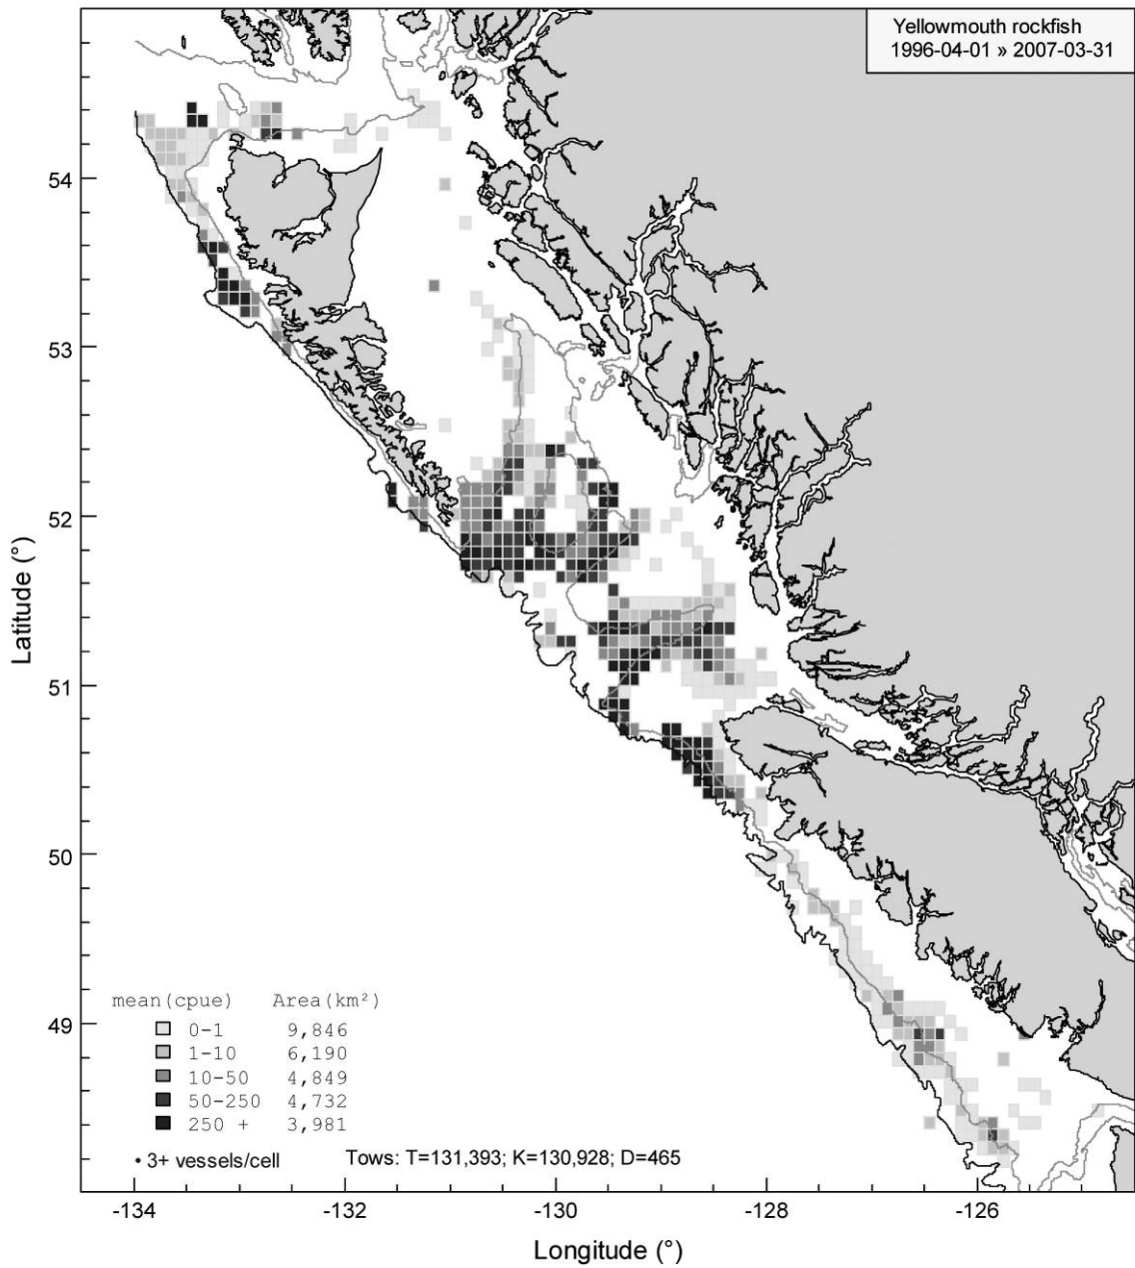 Yellowmouth rockfish
1996-04-01 » 2007-03-31
54
53
52
51
50
49
Latitude (°)
mean(cpue) Area(km²)
0-1 9,846
1-10 6,190
10-50 4,849
50-250 4,732
250 + 3,981
• 3+ vessels/cell
Tows: T=131,393; K=130,928; D=465
-134 -132 -130 -128 -126
Longitude (°)